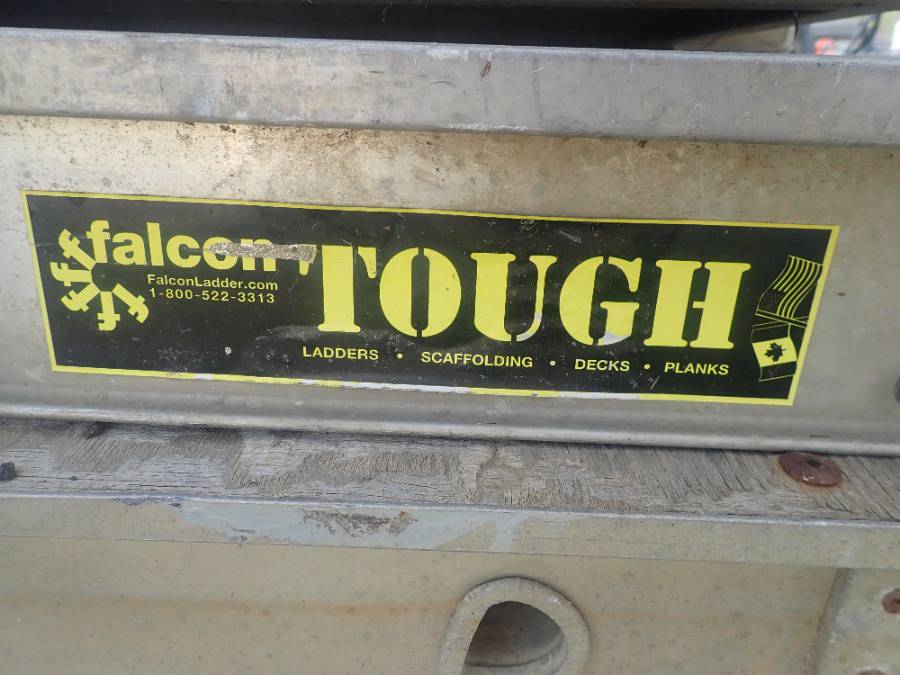 falcon TOUGH
FalconLadder.com
1-800-522-3313
LADDERS • SCAFFOLDING • DECKS • PLANKS